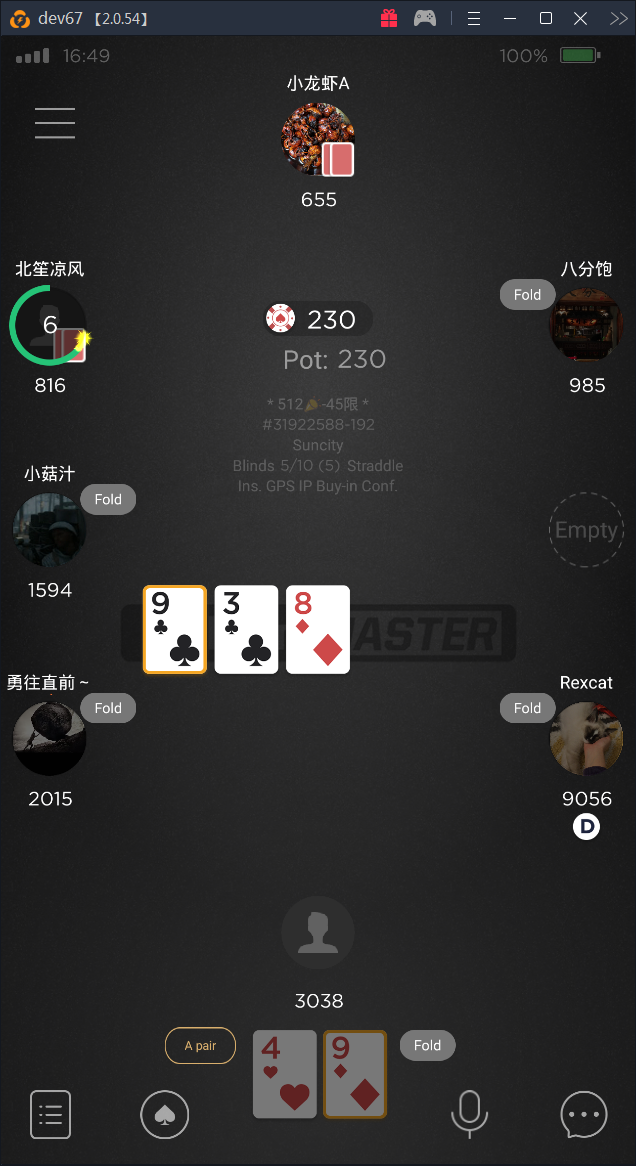 dev67 【2.0.54】
16:49
100%
小龙虾A
655
北笙凉风
6
816
八分饱
Fold
985
230
Pot: 230
* 512🎉-45限 *
#31922588-192
Suncity
Blinds 5/10 (5) Straddle
Ins. GPS IP Buy-in Conf.
小菇汁
Fold
1594
Empty
9
3
8
MASTER
勇往直前~
Fold
2015
Rexcat
Fold
9056
D
3038
A pair
4
9
Fold